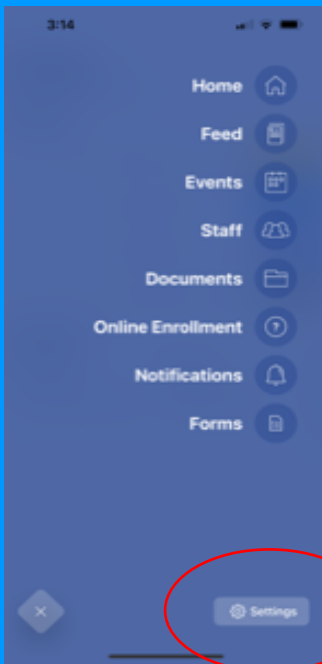 3:14
Home
Feed
Events
Staff
Documents
Online Enrollment
Notifications
Forms
Settings